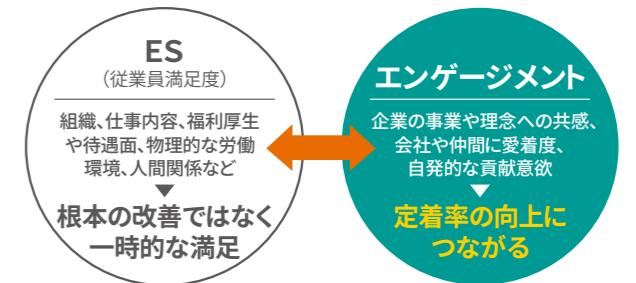 ES
（従業員満足度）
組織、仕事内容、福利厚生
や待遇面、物理的な労働
環境、人間関係など
根本の改善ではなく
一時的な満足
エンゲージメント
企業の事業や理念への共感、
会社や仲間に愛着度、
自発的な貢献意欲
定着率の向上に
つながる